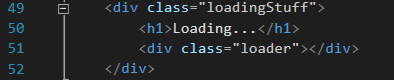 49 <div class="loadingStuff">
50 <h1>Loading...</h1>
51 <div class="loader"></div>
52 </div>